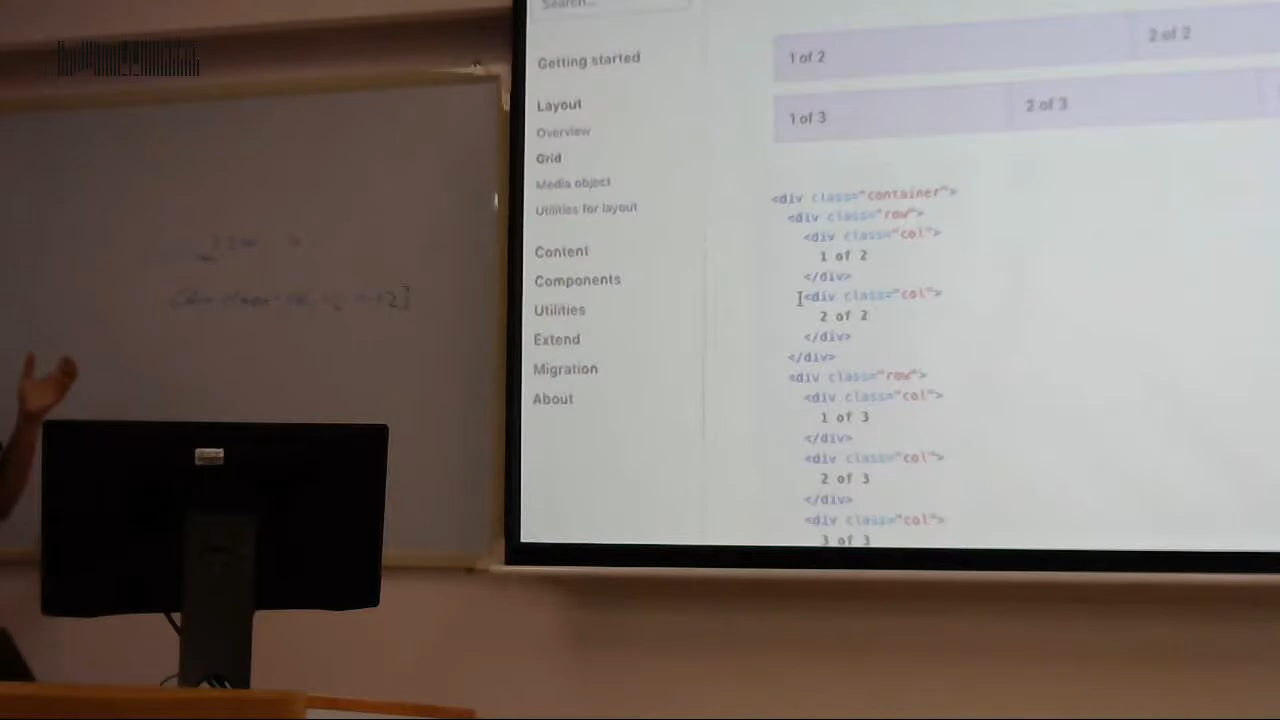 Search...
Getting started
Layout
Overview
Grid
Media object
Utilities for layout
Content
Components
Utilities
Extend
Migration
About
1 of 2
2 of 2
1 of 3
2 of 3
<div class="container">
<div class="row">
<div class="col">
1 of 2
</div>
<div class="col">
2 of 2
</div>
</div>
<div class="row">
<div class="col">
1 of 3
</div>
<div class="col">
2 of 3
</div>
<div class="col">
3 of 3